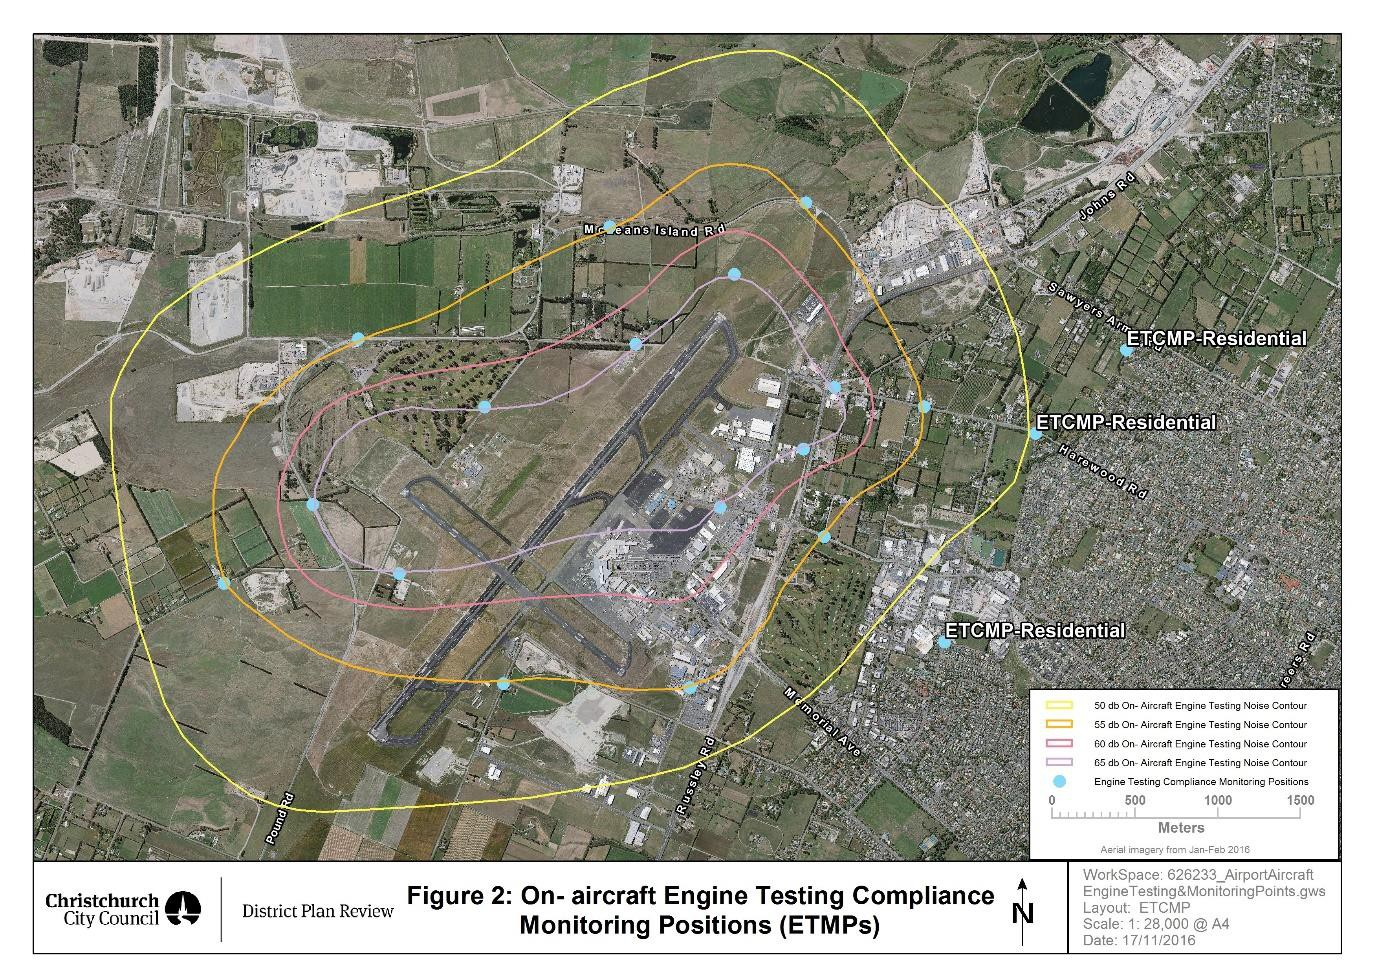 McLeans Island Rd
Johns Rd
Sawyers Arms Rd
ETCMP-Residential
ETCMP-Residential
Harewood Rd
ETCMP-Residential
Memorial Ave
Russley Rd
Pound Rd
reers Rd
50 db On- Aircraft Engine Testing Noise Contour
55 db On- Aircraft Engine Testing Noise Contour
60 db On- Aircraft Engine Testing Noise Contour
65 db On- Aircraft Engine Testing Noise Contour
Engine Testing Compliance Monitoring Positions
0 500 1000 1500
Meters
Aerial imagery from Jan-Feb 2016
Christchurch
City Council
District Plan Review
Figure 2: On- aircraft Engine Testing Compliance
Monitoring Positions (ETMPs)
N
WorkSpace: 626233_AirportAircraft
EngineTesting&MonitoringPoints.gws
Layout: ETCMP
Scale: 1: 28,000 @ A4
Date: 17/11/2016